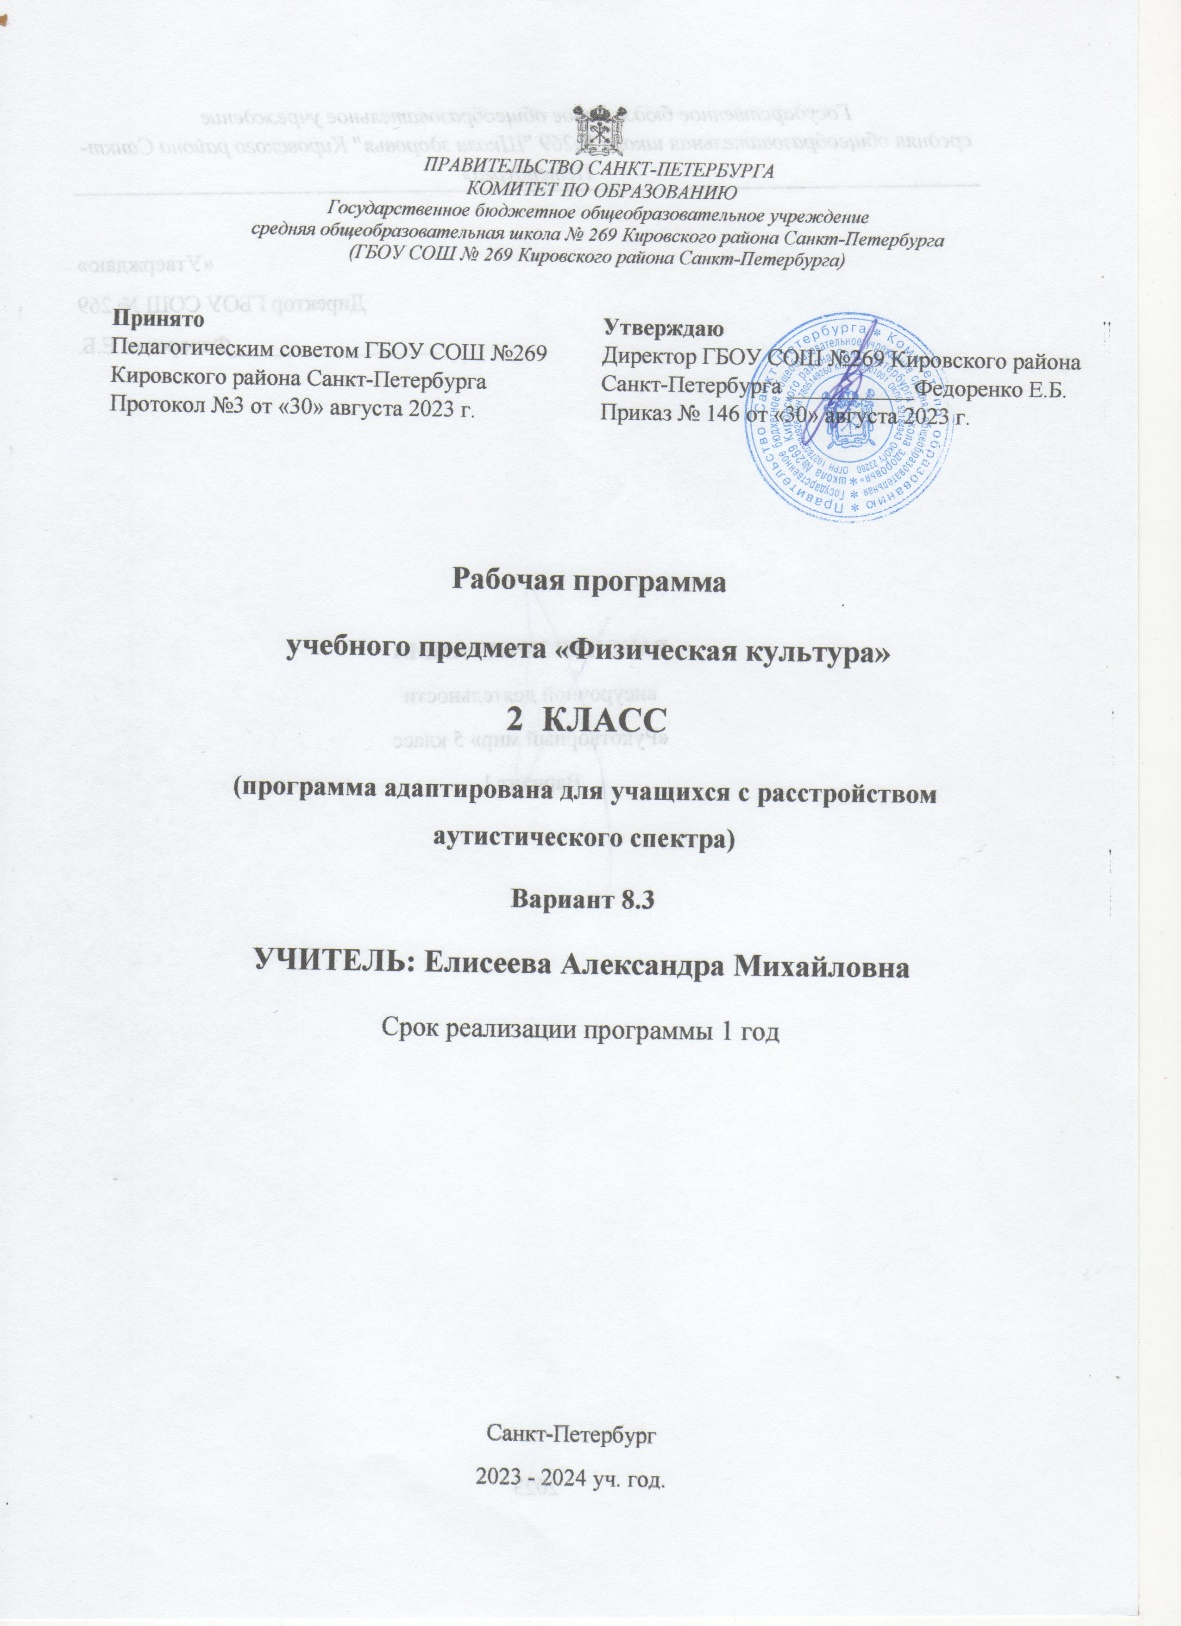 ПРАВИТЕЛЬСТВО САНКТ-ПЕТЕРБУРГА
КОМИТЕТ ПО ОБРАЗОВАНИЮ
Государственное бюджетное общеобразовательное учреждение
средняя общеобразовательная школа № 269 Кировского района Санкт-Петербурга
(ГБОУ СОШ № 269 Кировского района Санкт-Петербурга)
Принято
Педагогическим советом ГБОУ СОШ №269
Кировского района Санкт-Петербурга
Протокол №3 от «30» августа 2023 г.
Утверждаю
Директор ГБОУ СОШ №269 Кировского района
Санкт-Петербурга ____________ Федоренко Е.Б.
Приказ № 146 от «30» августа 2023 г.
Рабочая программа
учебного предмета «Физическая культура»
2 КЛАСС
(программа адаптирована для учащихся с расстройством
аутистического спектра)
Вариант 8.3
УЧИТЕЛЬ: Елисеева Александра Михайловна
Срок реализации программы 1 год
Санкт-Петербург
2023 - 2024 уч. год.